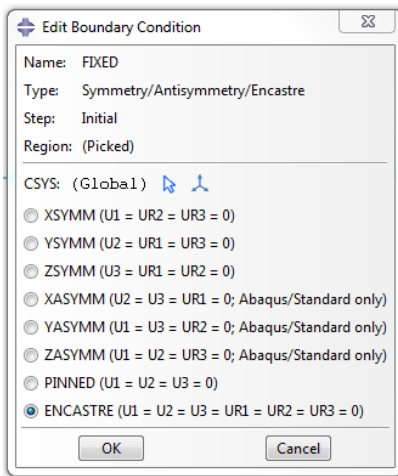 Edit Boundary Condition
Name: FIXED
Type: Symmetry/Antisymmetry/Encastre
Step: Initial
Region: (Picked)
CSYS: (Global)
XSYMM (U1 = UR2 = UR3 = 0)
YSYMM (U2 = UR1 = UR3 = 0)
ZSYMM (U3 = UR1 = UR2 = 0)
XASYMM (U2 = U3 = UR1 = 0; Abaqus/Standard only)
YASYMM (U1 = U3 = UR2 = 0; Abaqus/Standard only)
ZASYMM (U1 = U2 = UR3 = 0; Abaqus/Standard only)
PINNED (U1 = U2 = U3 = 0)
ENCASTRE (U1 = U2 = U3 = UR1 = UR2 = UR3 = 0)
OK Cancel